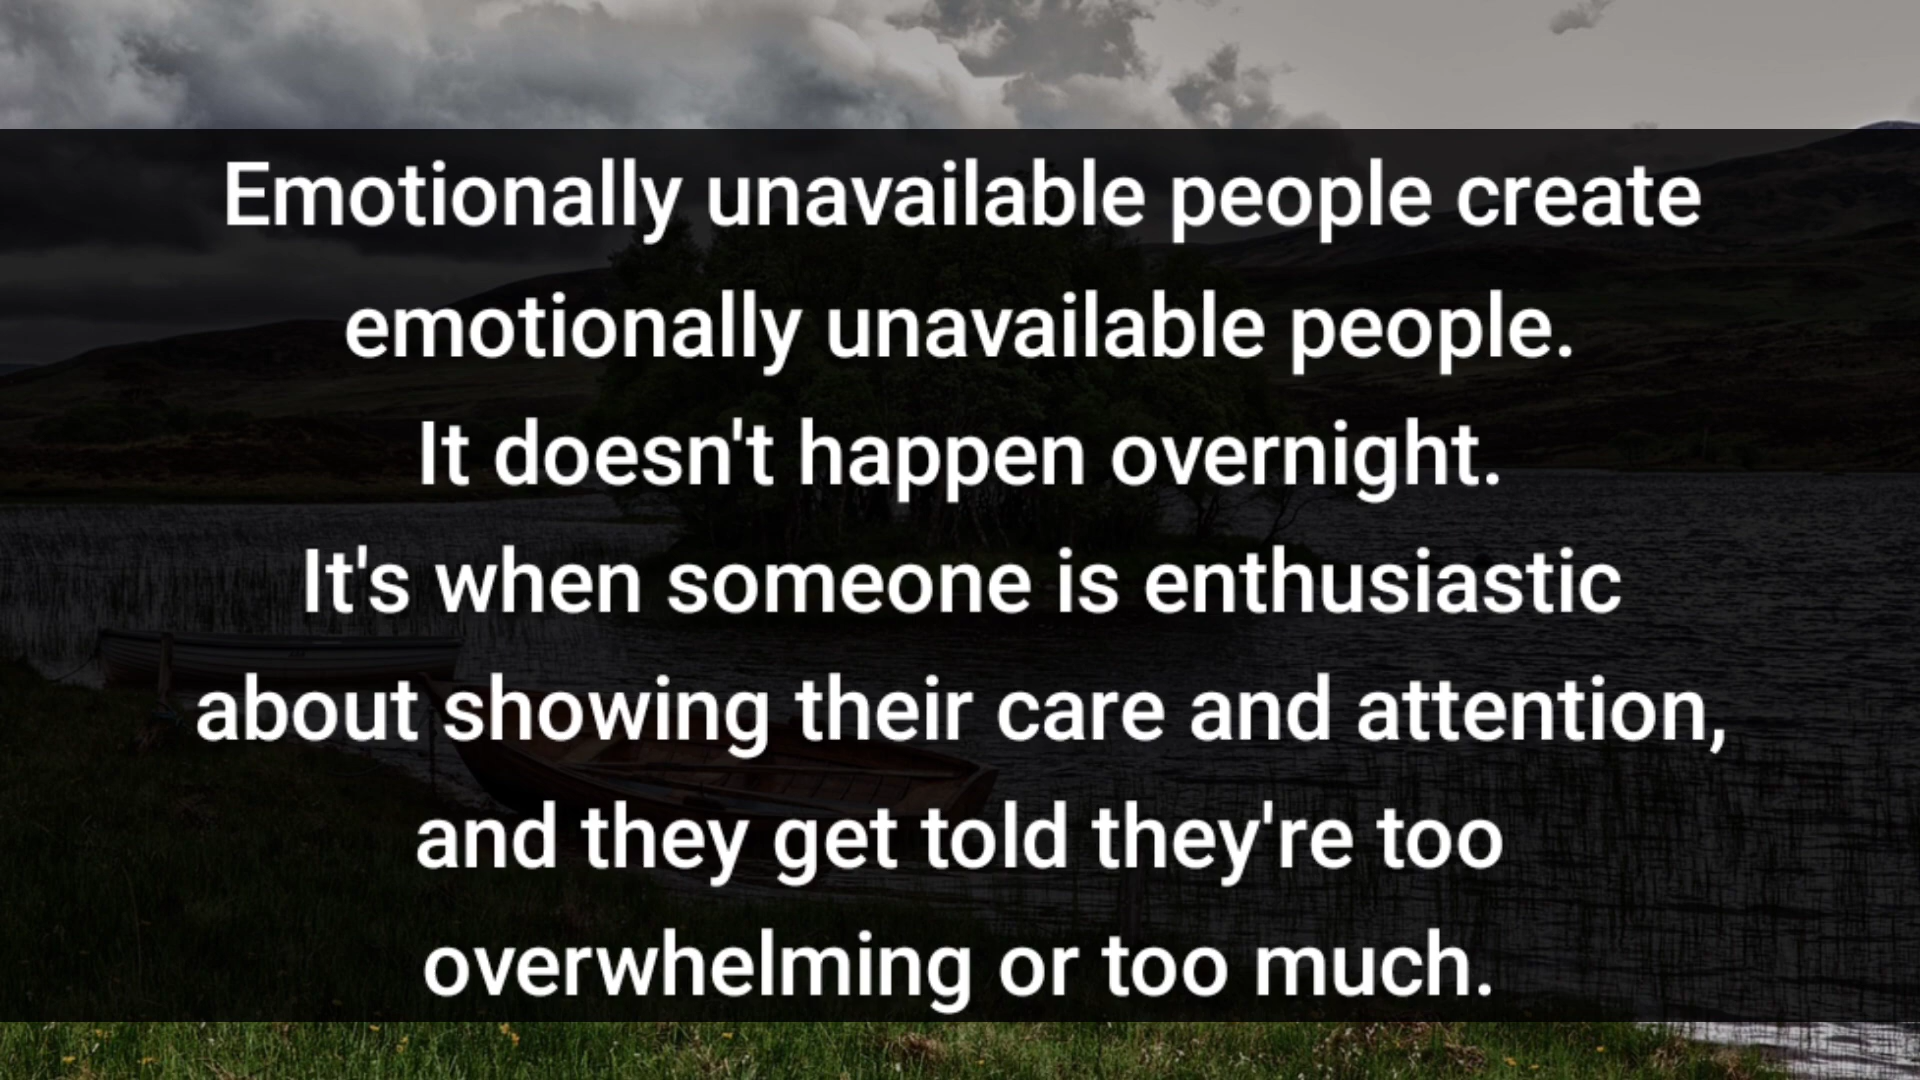 Emotionally unavailable people create
emotionally unavailable people.
It doesn't happen overnight.
It's when someone is enthusiastic
about showing their care and attention,
and they get told they're too
overwhelming or too much.